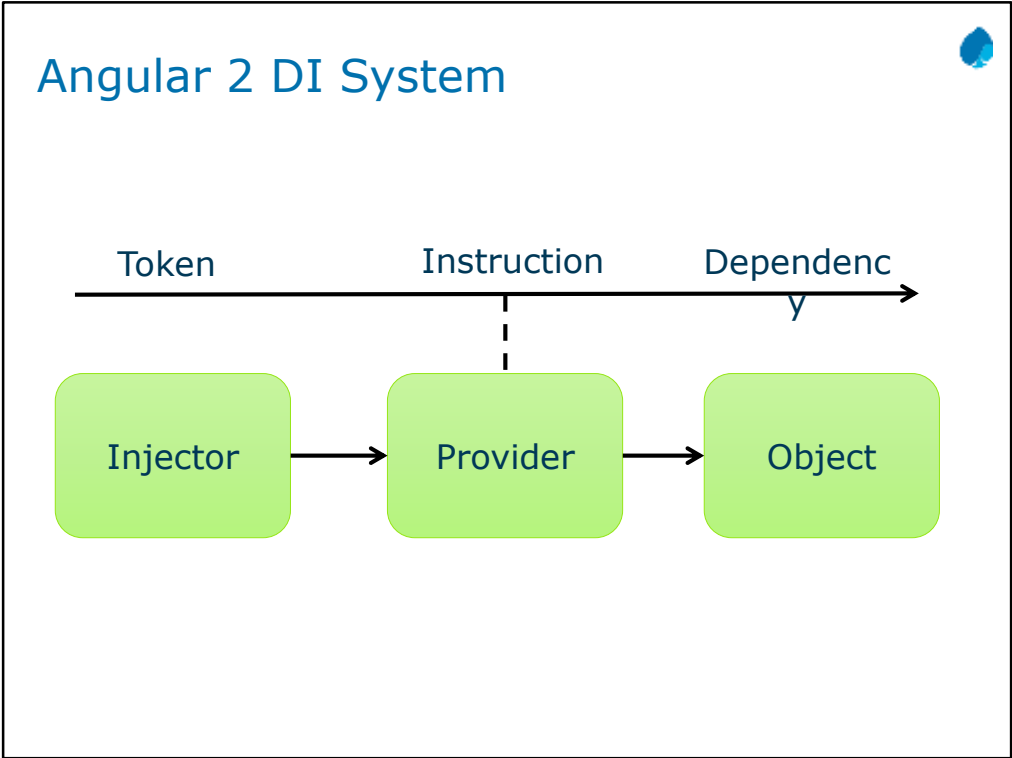 Angular 2 DI System
Token
Instruction
Dependenc
y
Injector
Provider
Object